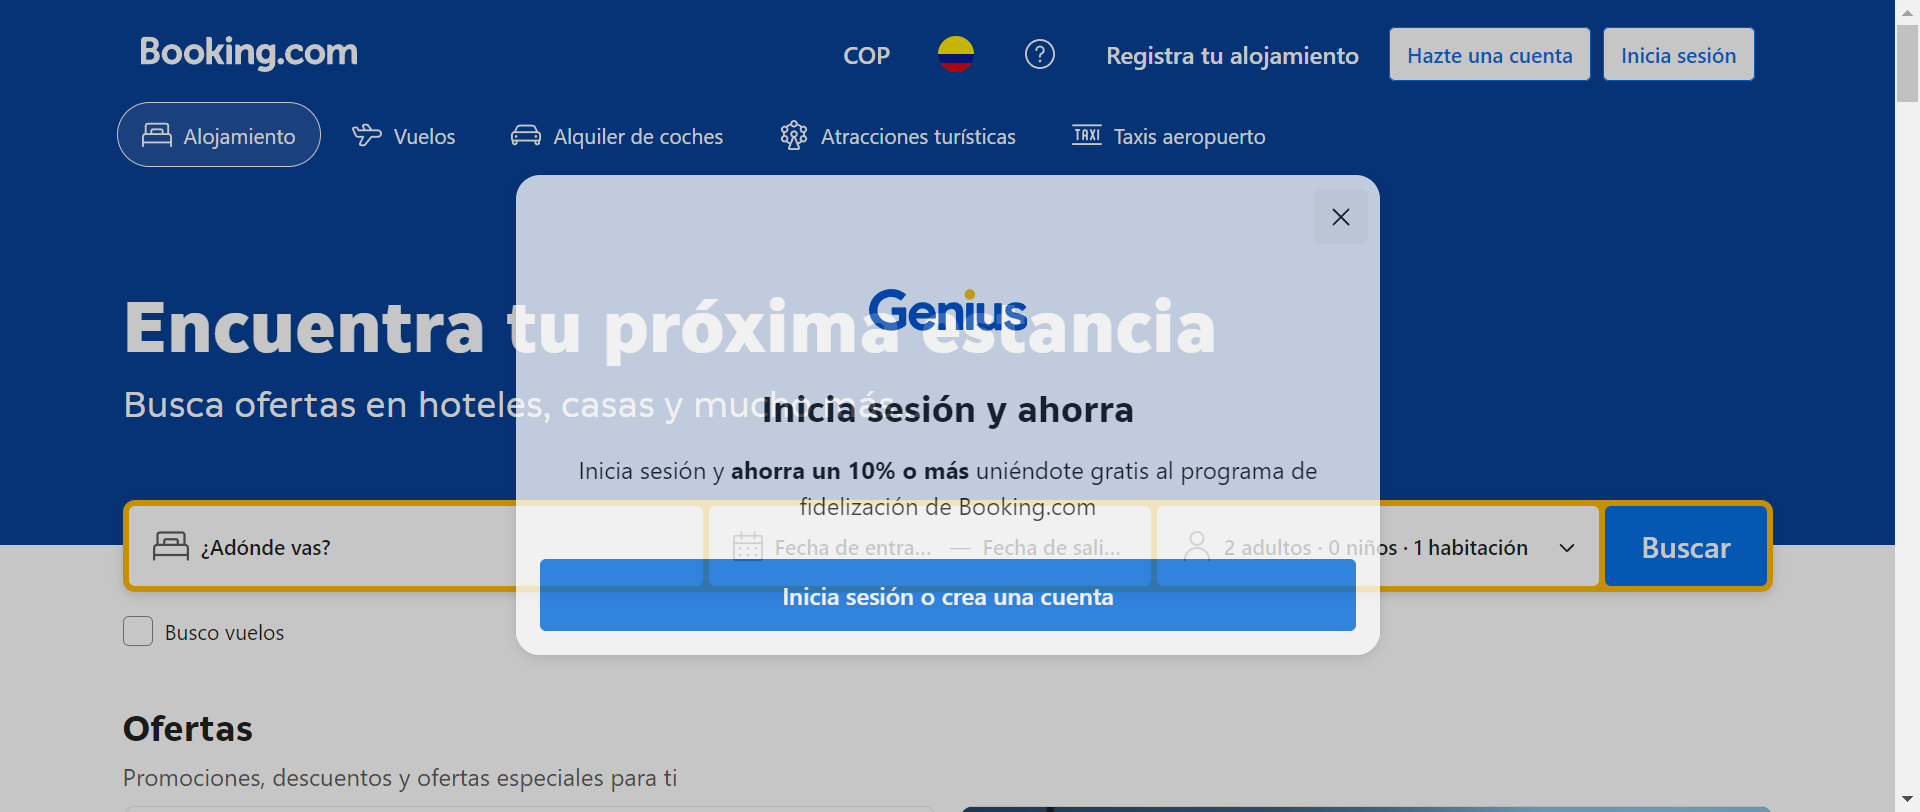 Booking.com
COP
Registra tu alojamiento
Hazte una cuenta
Inicia sesión
Alojamiento
Vuelos
Alquiler de coches
Atracciones turísticas
TAXI Taxis aeropuerto
Encuentra tu próxima estancia
Busca ofertas en hoteles, casas y mucho más...
Genius
Inicia sesión y ahorra
Inicia sesión y ahorra un 10% o más uniéndote gratis al programa de
fidelización de Booking.com
¿Adónde vas?
Fecha de entra... — Fecha de sali...
2 adultos · 0 niños · 1 habitación
Buscar
Inicia sesión o crea una cuenta
Busco vuelos
Ofertas
Promociones, descuentos y ofertas especiales para ti